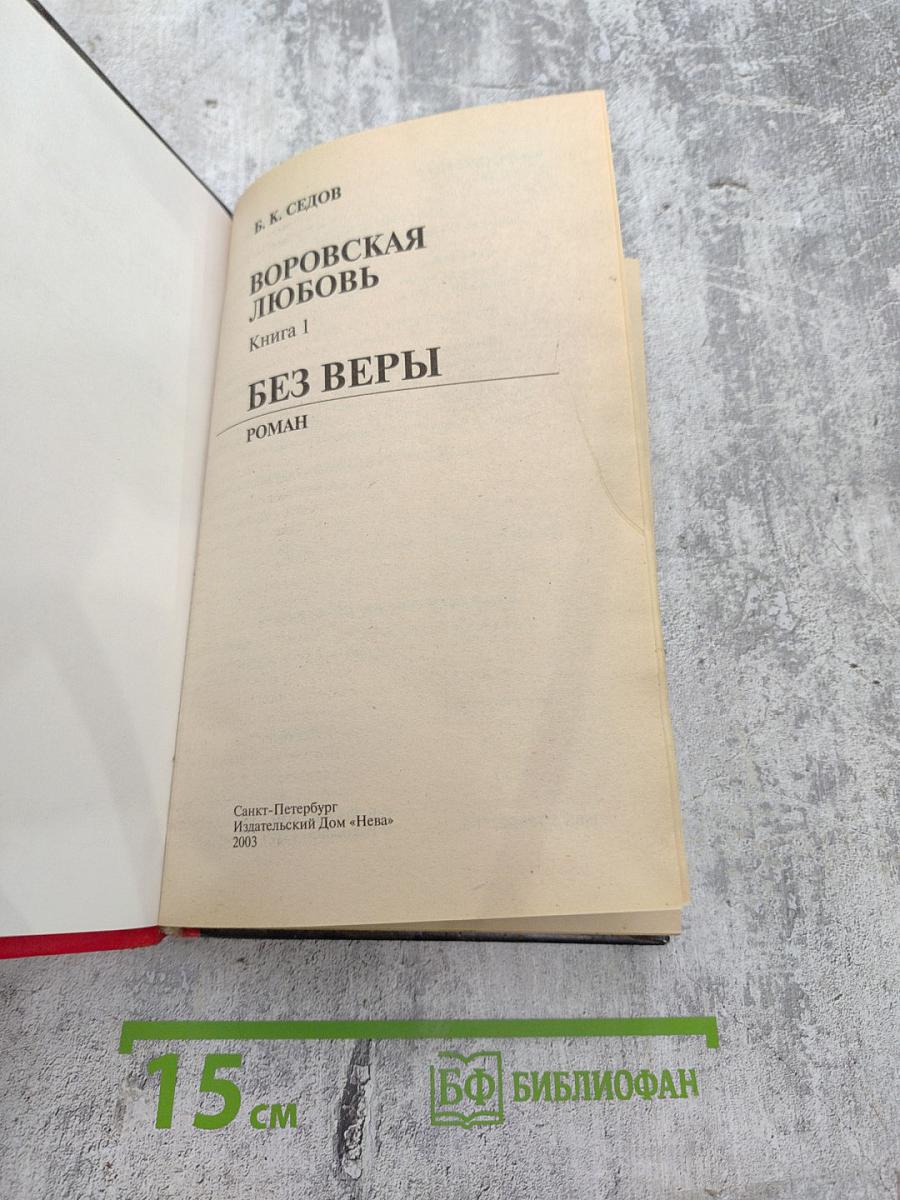 Б. К. СЕДОВ
ВОРОВСКАЯ
ЛЮБОВЬ
Книга 1
БЕЗ ВЕРЫ
РОМАН
Санкт-Петербург
Издательский Дом «Нева»
2003
15 см
БФ БИБЛИОФАН